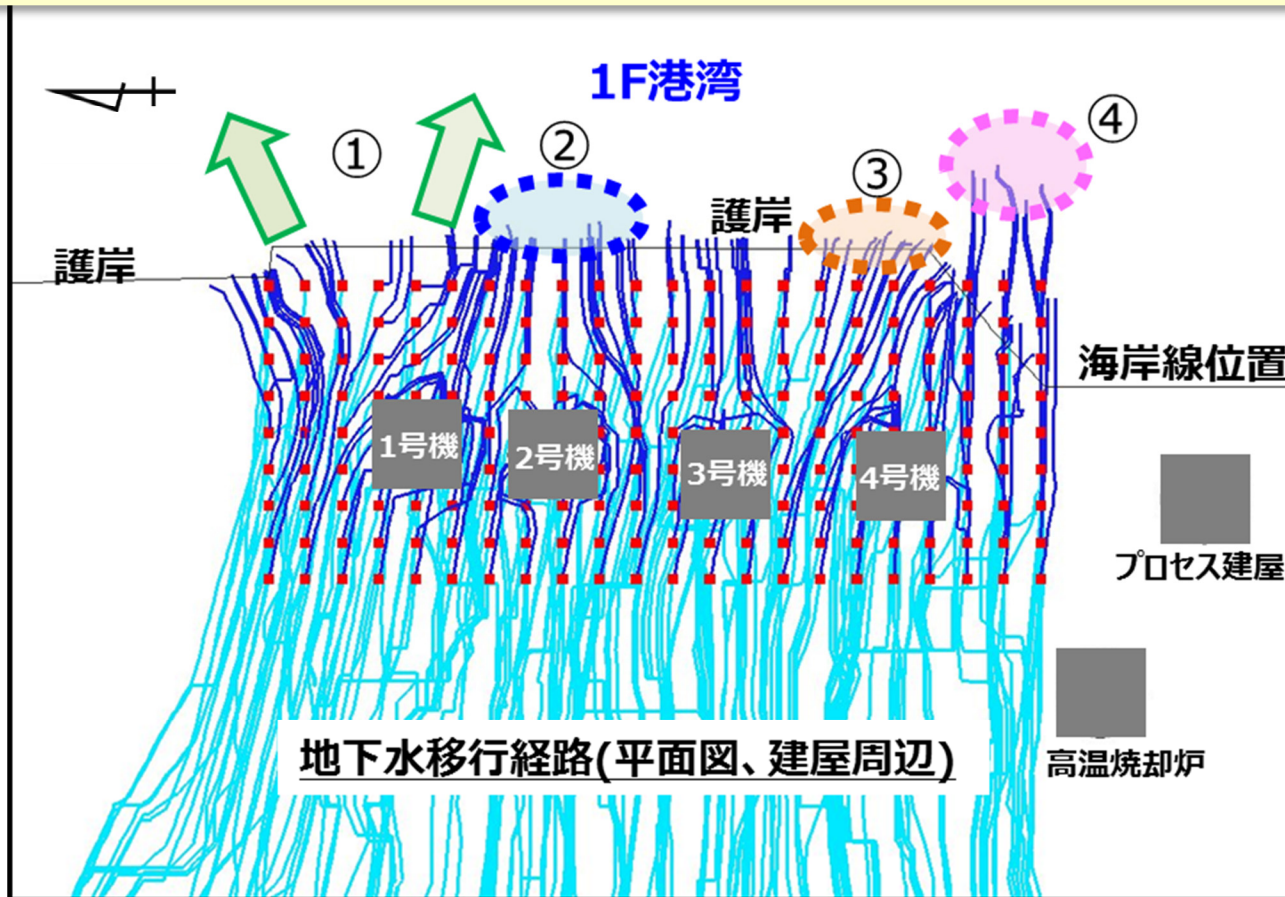 1F港湾
①
②
③
④
護岸
護岸
海岸線位置
1号機
2号機
3号機
4号機
プロセス建屋
高温焼却炉
地下水移行経路(平面図、建屋周辺)